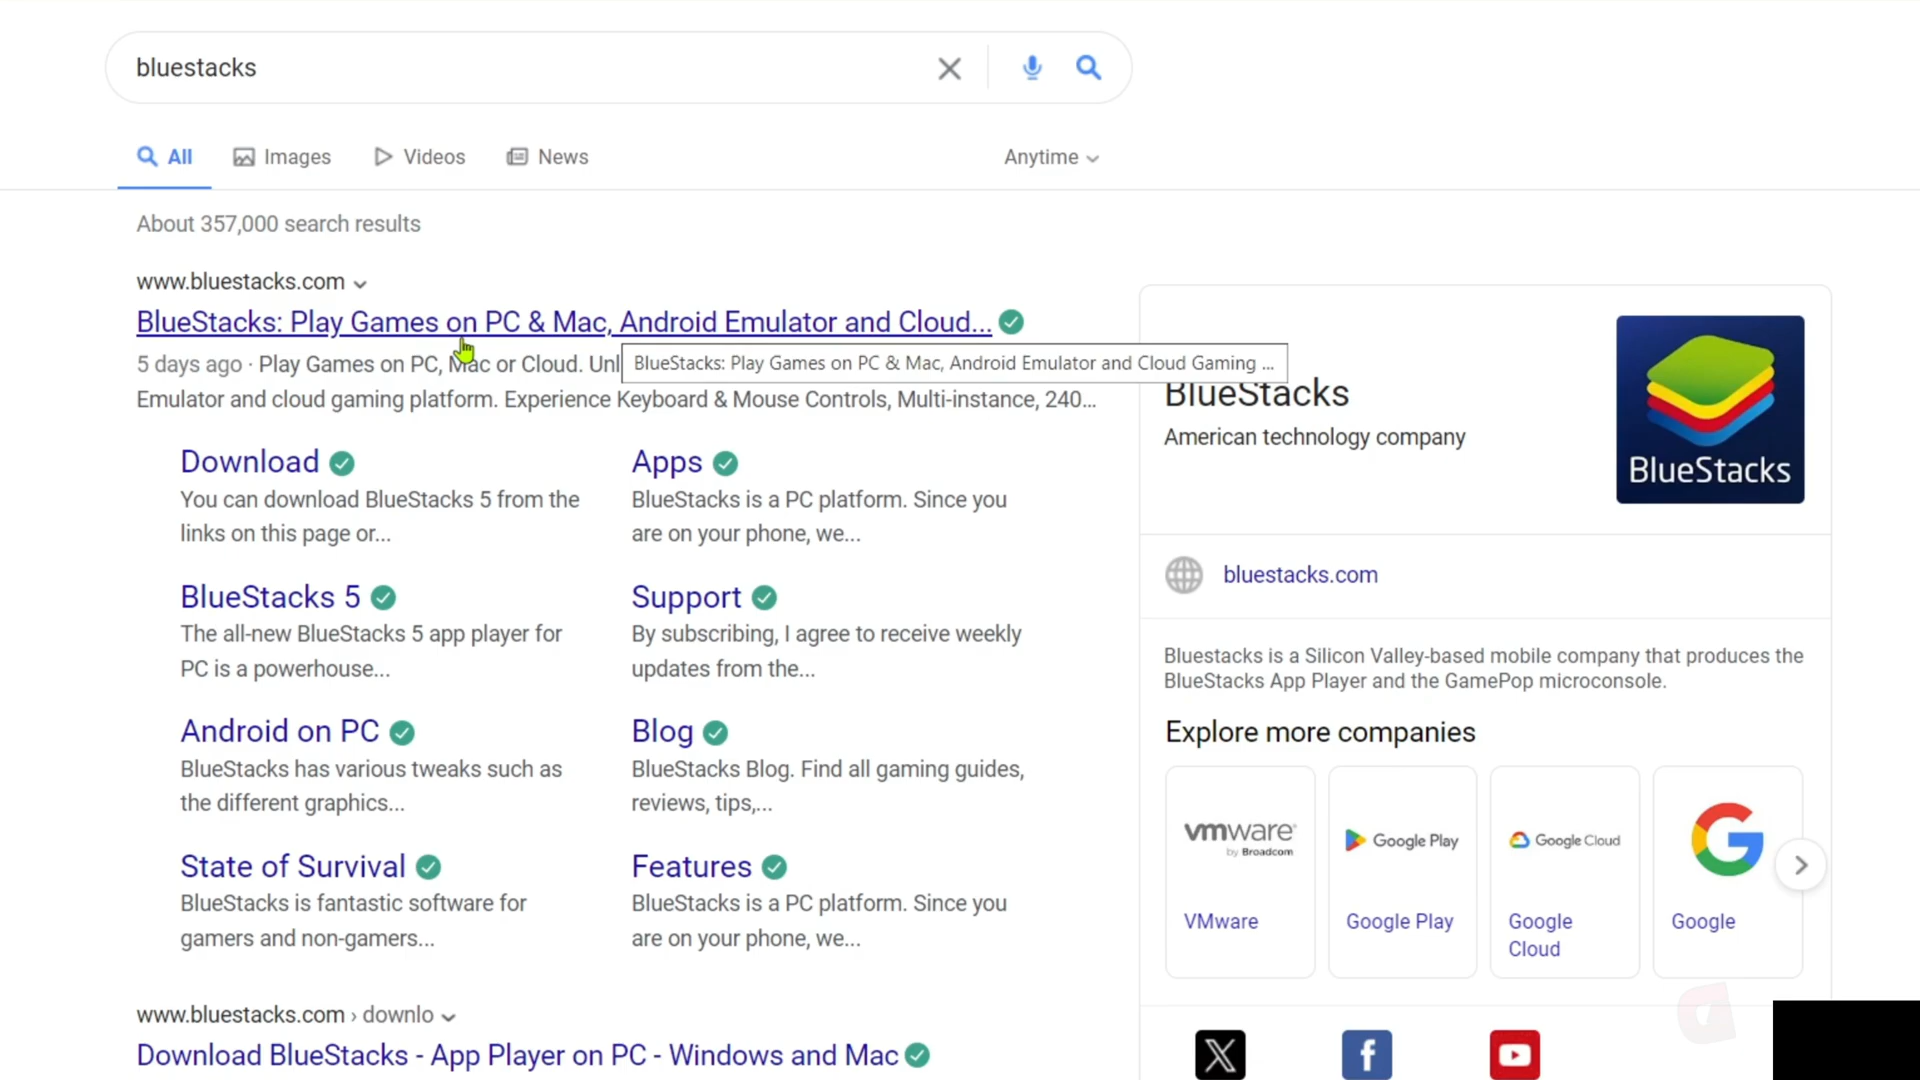 bluestacks
All
Images
Videos
News
Anytime
About 357,000 search results
www.bluestacks.com
BlueStacks: Play Games on PC & Mac, Android Emulator and Cloud...
5 days ago · Play Games on PC, Mac or Cloud. Unl
BlueStacks: Play Games on PC & Mac, Android Emulator and Cloud Gaming ...
Emulator and cloud gaming platform. Experience Keyboard & Mouse Controls, Multi-instance, 240...
Download
You can download BlueStacks 5 from the
links on this page or...
Apps
BlueStacks is a PC platform. Since you
are on your phone, we...
BlueStacks 5
The all-new BlueStacks 5 app player for
PC is a powerhouse...
Support
By subscribing, I agree to receive weekly
updates from the...
Android on PC
BlueStacks has various tweaks such as
the different graphics...
Blog
BlueStacks Blog. Find all gaming guides,
reviews, tips,...
State of Survival
BlueStacks is fantastic software for
gamers and non-gamers...
Features
BlueStacks is a PC platform. Since you
are on your phone, we...
www.bluestacks.com › downlo
Download BlueStacks - App Player on PC - Windows and Mac
BlueStacks
American technology company
BlueStacks
bluestacks.com
Bluestacks is a Silicon Valley-based mobile company that produces the
BlueStacks App Player and the GamePop microconsole.
Explore more companies
vmware
by Broadcom
VMware
Google Play
Google Play
Google Cloud
Google
Cloud
Google